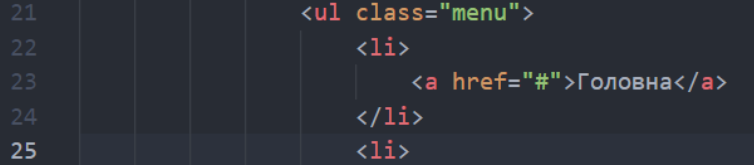 21 <ul class="menu">
22 <li>
23 <a href="#">Головна</a>
24 </li>
25 <li>